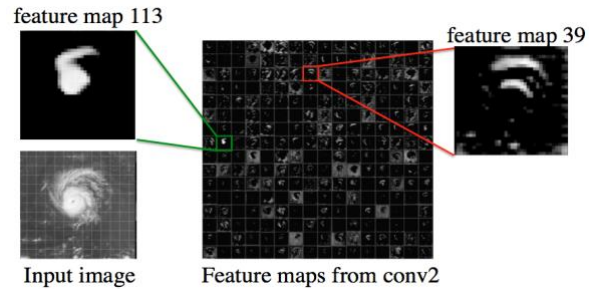 feature map 113
feature map 39
Input image
Feature maps from conv2